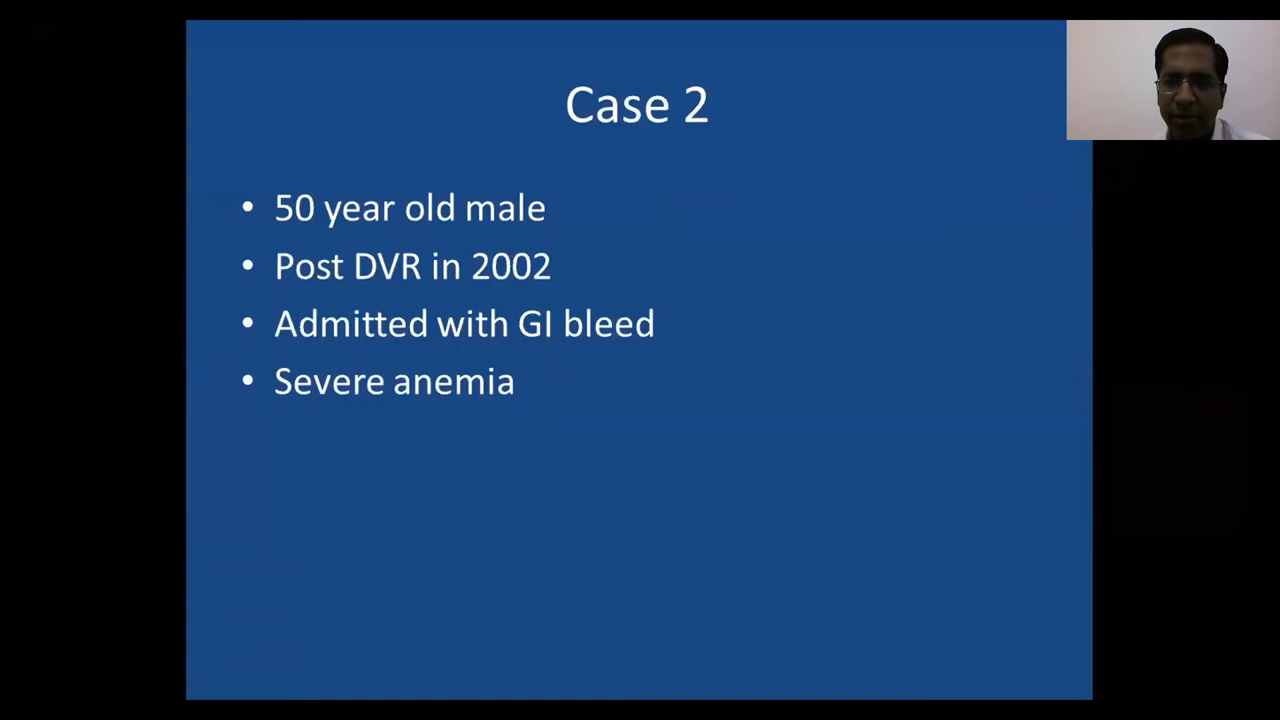 Case 2
• 50 year old male
• Post DVR in 2002
• Admitted with GI bleed
• Severe anemia